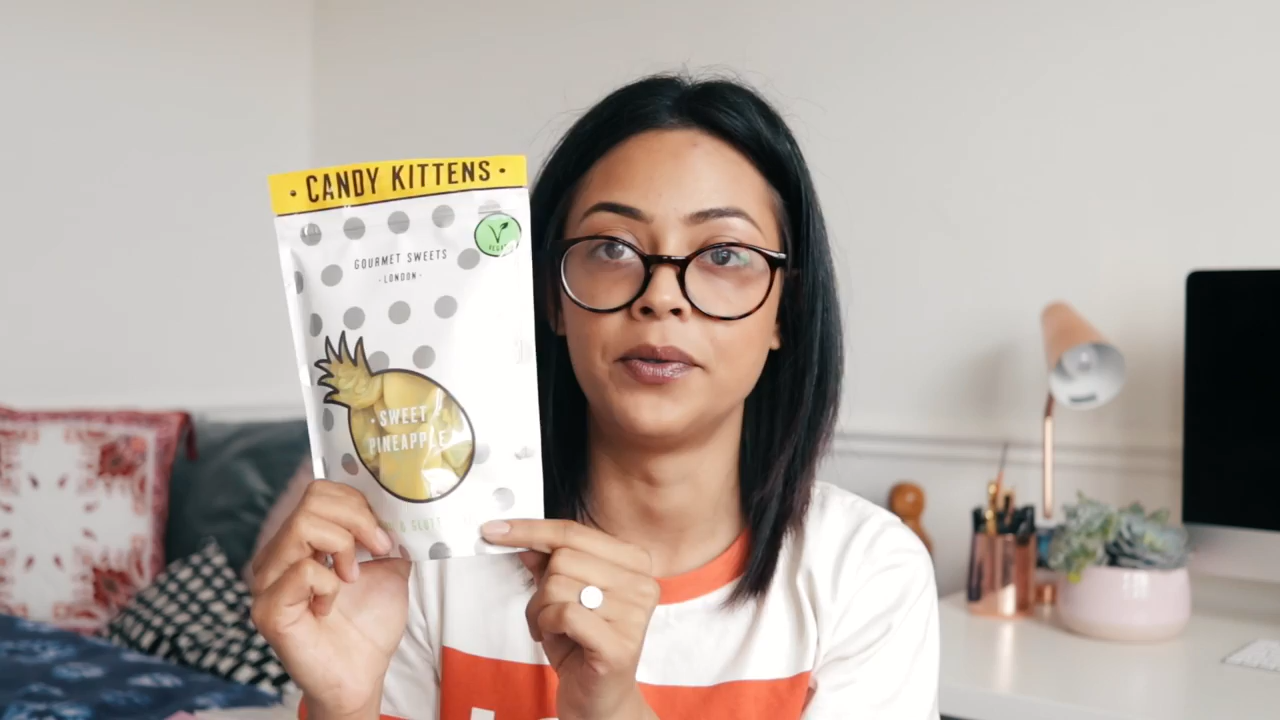 · CANDY KITTENS ·
VEGAN
GOURMET SWEETS
· LONDON ·
· SWEET
PINEAPPLE